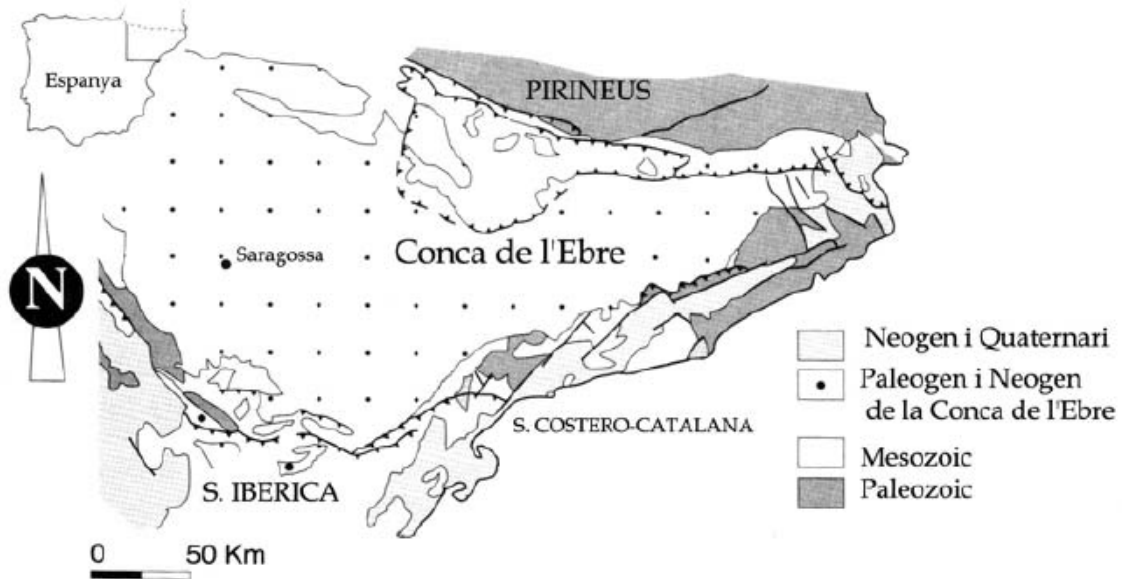 Espanya
PIRINEUS
Saragossa
Conca de l'Ebre
N
Neogen i Quaternari
Paleogen i Neogen
de la Conca de l'Ebre
S. COSTERO-CATALANA
Mesozoic
Paleozoic
S. IBERICA
0 50 Km